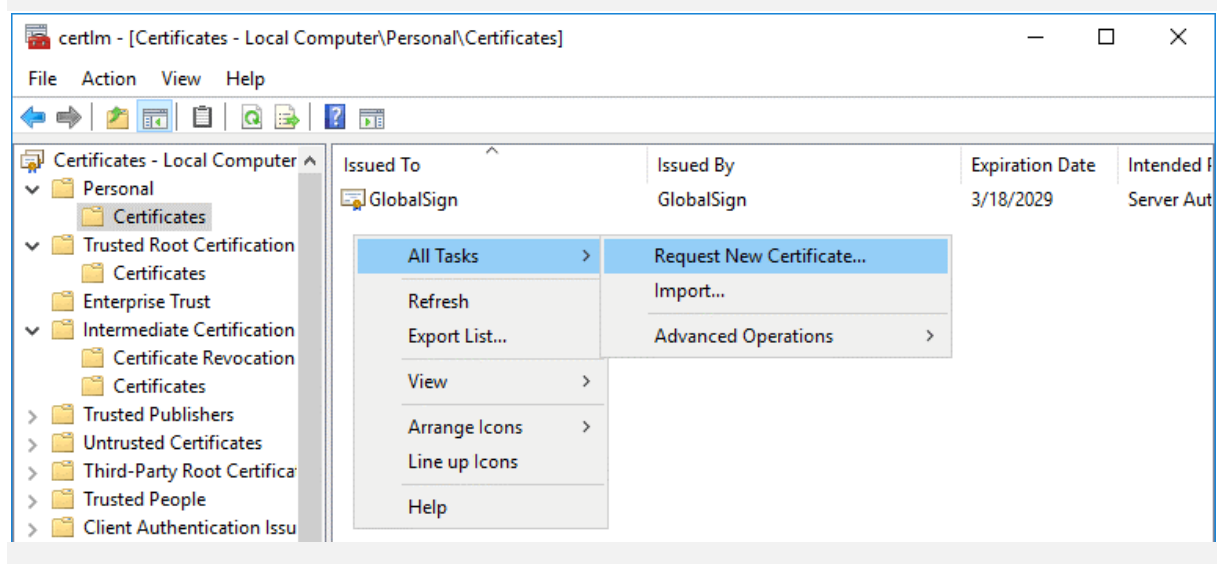 certlm - [Certificates - Local Computer\Personal\Certificates]
File Action View Help
Certificates - Local Computer
Personal
Certificates
Trusted Root Certification
Certificates
Enterprise Trust
Intermediate Certification
Certificate Revocation
Certificates
Trusted Publishers
Untrusted Certificates
Third-Party Root Certifica
Trusted People
Client Authentication Issu
Issued To Issued By Expiration Date Intended P
GlobalSign GlobalSign 3/18/2029 Server Aut
All Tasks
Refresh
Export List...
View
Arrange Icons
Line up Icons
Help
Request New Certificate...
Import...
Advanced Operations